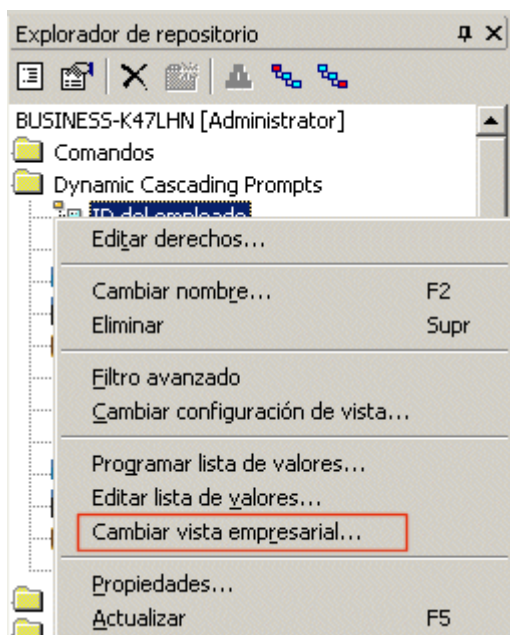 Explorador de repositorio
BUSINESS-K47LHN [Administrator]
Comandos
Dynamic Cascading Prompts
ID del empleado
Editar derechos...
Cambiar nombre... F2
Eliminar Supr
Filtro avanzado
Cambiar configuración de vista...
Programar lista de valores...
Editar lista de valores...
Cambiar vista empresarial...
Propiedades...
Actualizar F5